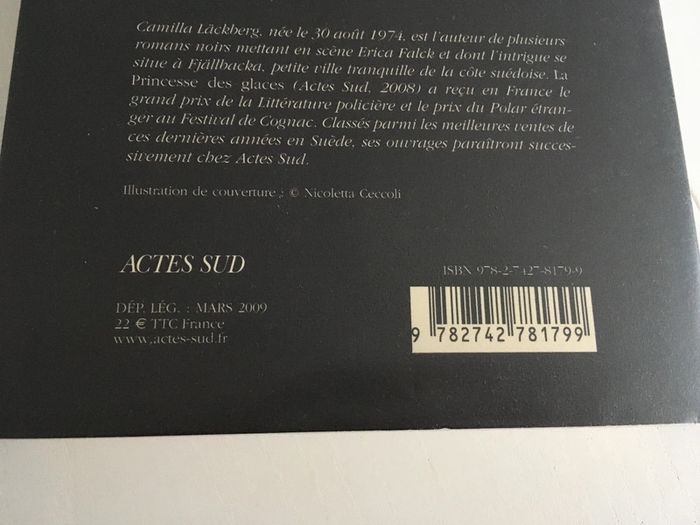 Camilla Läckberg, née le 30 août 1974, est l'auteur de plusieurs
romans noirs mettant en scène Erica Falck et dont l'intrigue se
situe à Fjällbacka, petite ville tranquille de la côte suédoise. La
Princesse des glaces (Actes Sud, 2008) a reçu en France le
grand prix de la Littérature policière et le prix du Polar étran-
ger au Festival de Cognac. Classés parmi les meilleures ventes de
ces dernières années en Suède, ses ouvrages paraîtront succes-
sivement chez Actes Sud.
Illustration de couverture : © Nicoletta Ceccoli
ACTES SUD
DÉP. LÉG. : MARS 2009
22 € TTC France
www.actes-sud.fr
ISBN 978-2-7427-8179-9
9 782742 781799